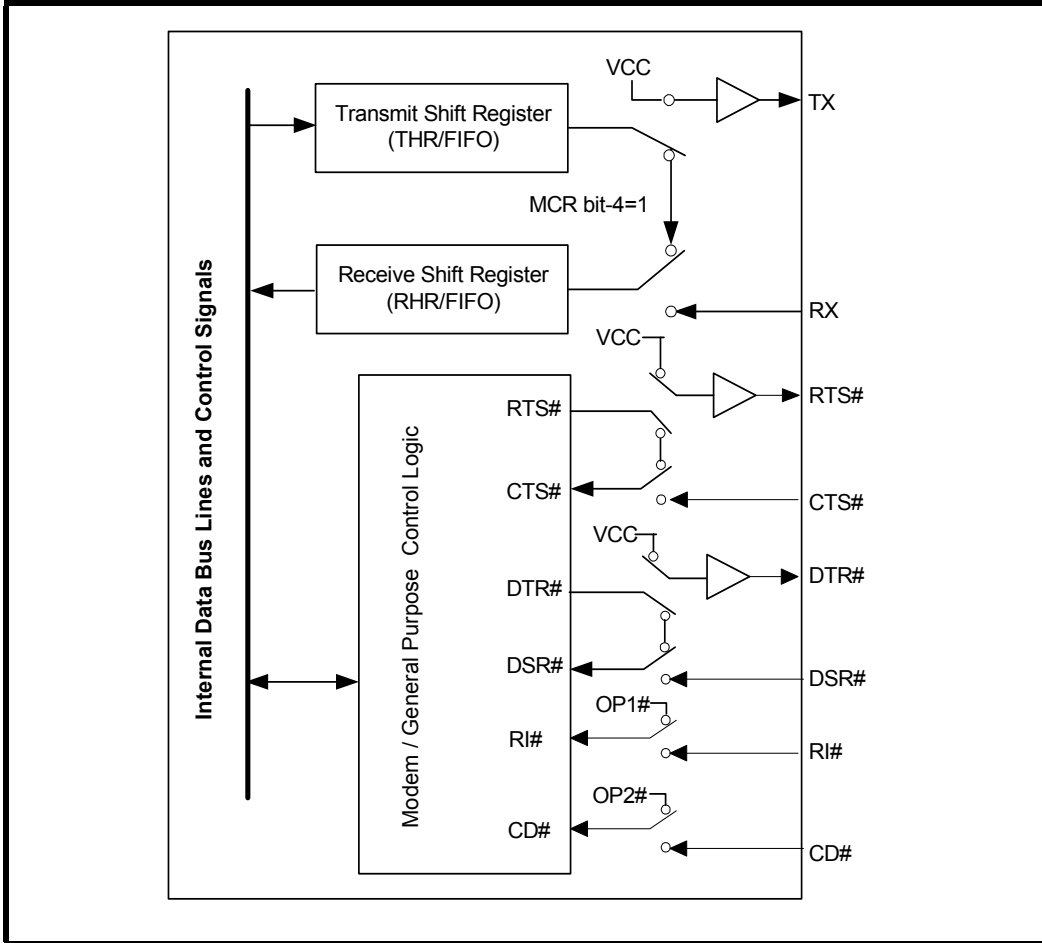 VCC
TX
Transmit Shift Register
(THR/FIFO)
MCR bit-4=1
Receive Shift Register
(RHR/FIFO)
RX
VCC
RTS#
RTS#
CTS#
CTS#
VCC
DTR#
DTR#
DSR#
DSR#
OP1#
RI#
RI#
OP2#
CD#
CD#
Internal Data Bus Lines and Control Signals
Modem / General Purpose Control Logic